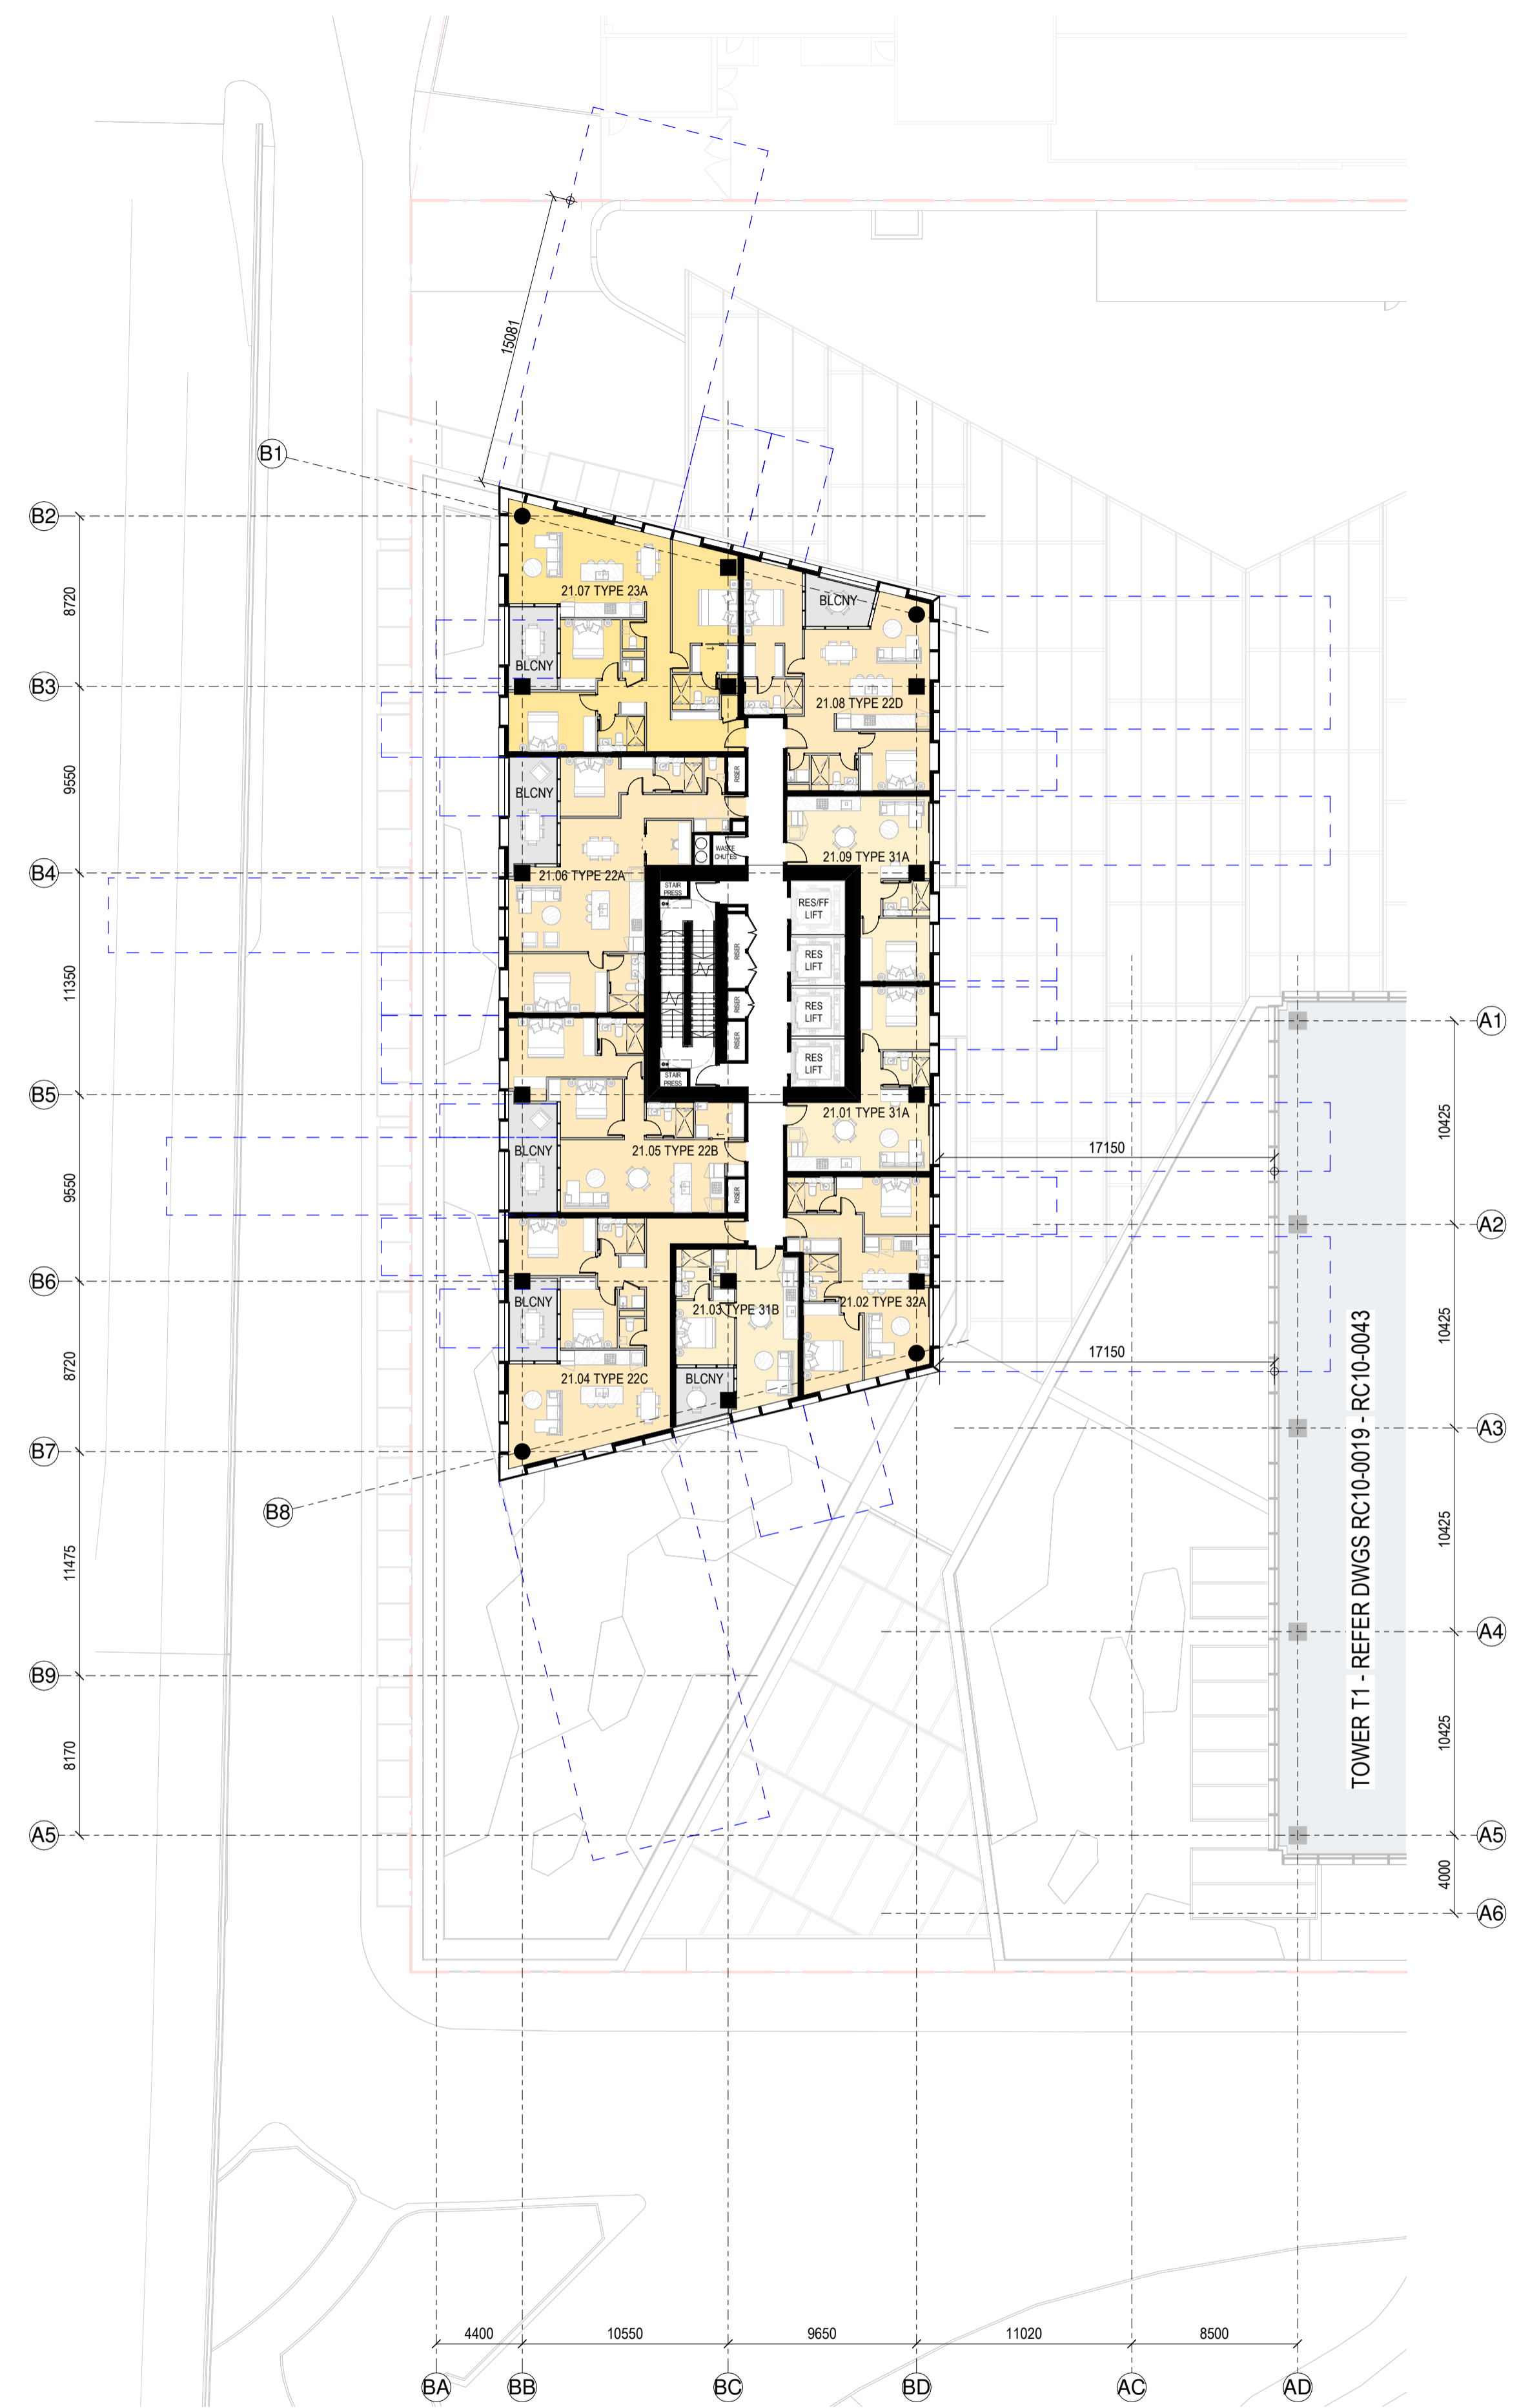 15081
B1
B2
8720
21.07 TYPE 23A
BLCNY
BLCNY
B3
21.08 TYPE 22D
9550
RISER
BLCNY
WASTE
CHUTES
21.09 TYPE 31A
B4
21.06 TYPE 22A
STAIR
PRESS
RES/FF
LIFT
RISER
RES
LIFT
11350
RISER
RES
LIFT
A1
RISER
RES
LIFT
STAIR
PRESS
B5
21.01 TYPE 31A
10425
BLCNY
21.05 TYPE 22B
17150
9550
RISER
A2
B6
BLCNY
21.03 TYPE 31B
21.02 TYPE 32A
10425
8720
21.04 TYPE 22C
BLCNY
17150
A3
B7
B8
TOWER T1 - REFER DWGS RC10-0019 - RC10-0043
11475
10425
A4
B9
8170
10425
A5
A5
4000
A6
4400
10550
9650
11020
8500
BA
BB
BC
BD
AC
AD